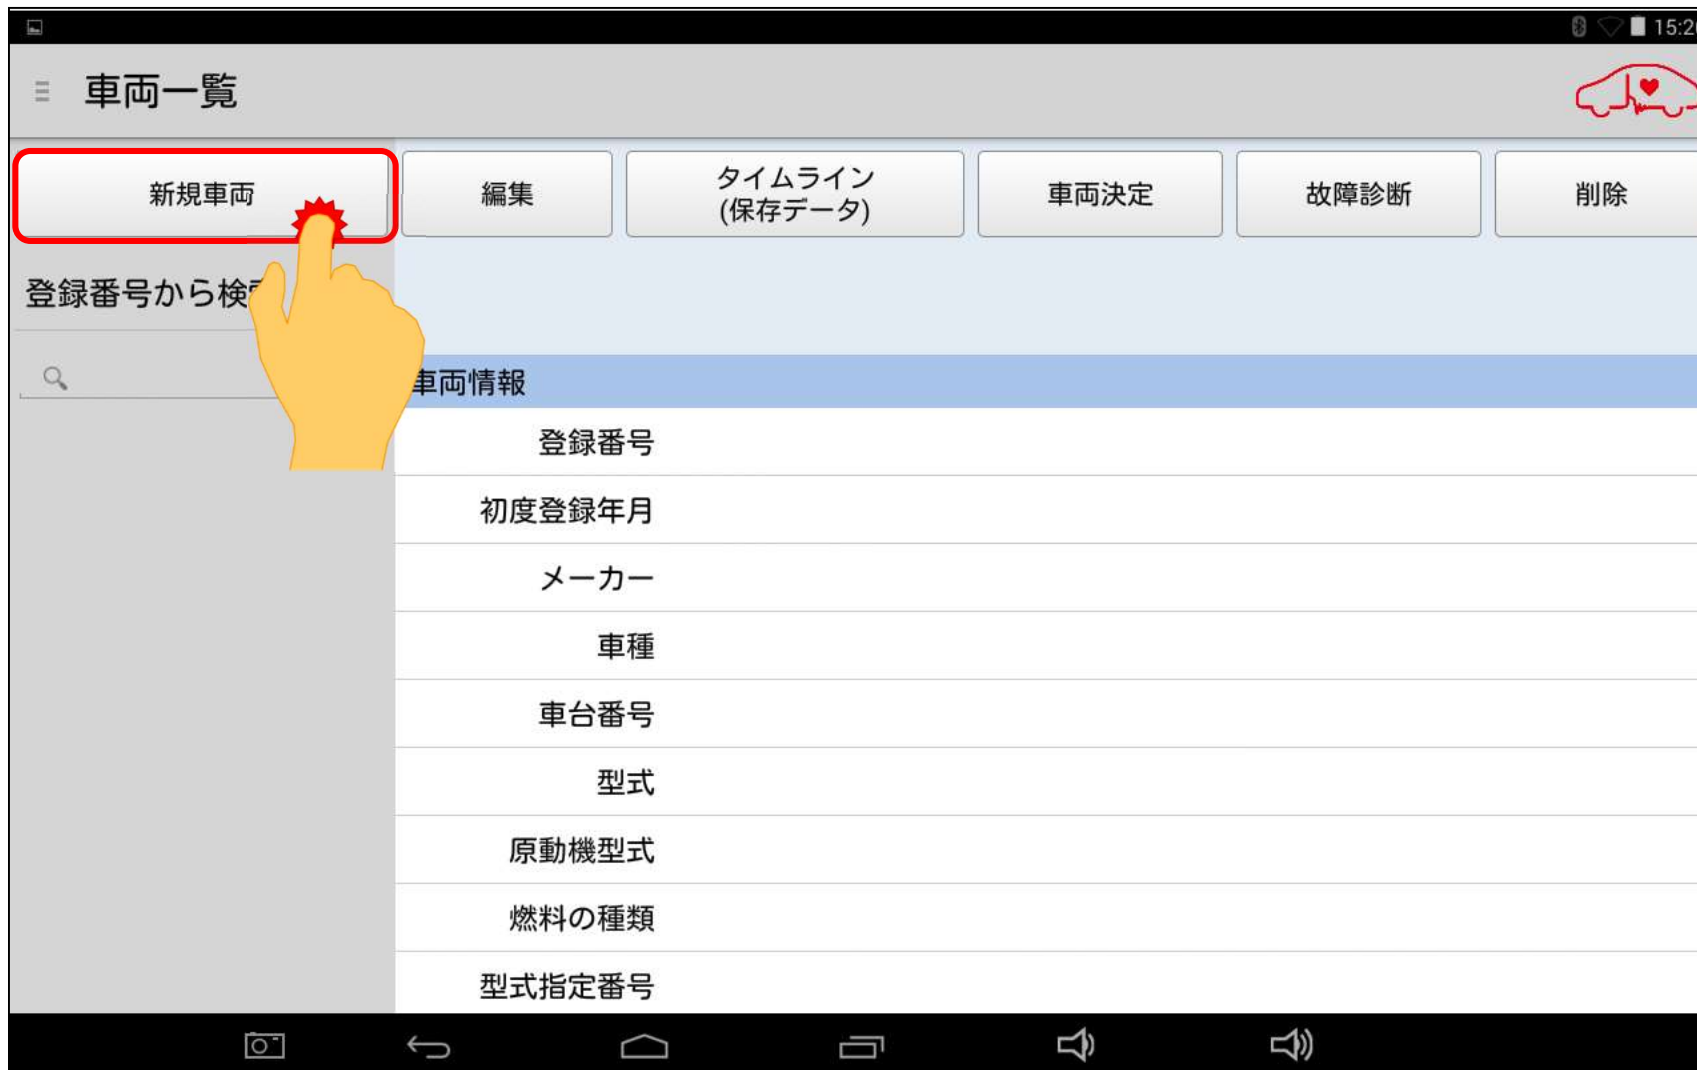 車両一覧
新規車両
編集
タイムライン
(保存データ)
車両決定
故障診断
削除
登録番号から検
車両情報
登録番号
初度登録年月
メーカー
車種
車台番号
型式
原動機型式
燃料の種類
型式指定番号